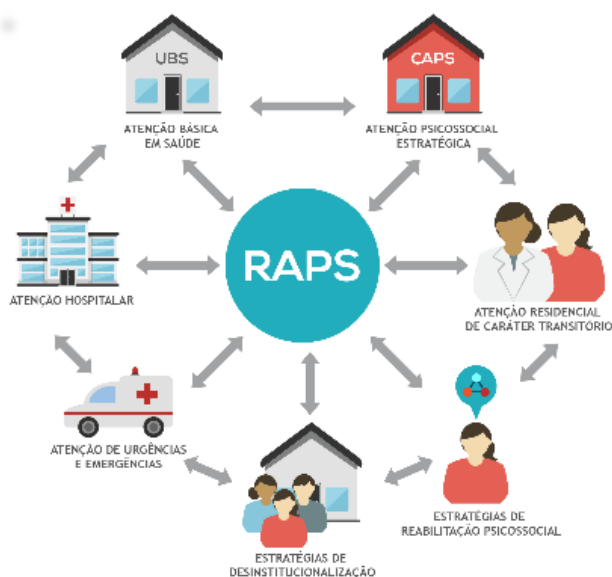 UBS
CAPS
ATENÇÃO BÁSICA
EM SAÚDE
ATENÇÃO PSICOSSOCIAL
ESTRATÉGICA
RAPS
ATENÇÃO HOSPITALAR
ATENÇÃO RESIDENCIAL
DE CARÁTER TRANSITÓRIO
ATENÇÃO DE URGÊNCIAS
E EMERGÊNCIAS
ESTRATÉGIAS DE
REABILITAÇÃO PSICOSSOCIAL
ESTRATÉGIAS DE
DESINSTITUCIONALIZAÇÃO